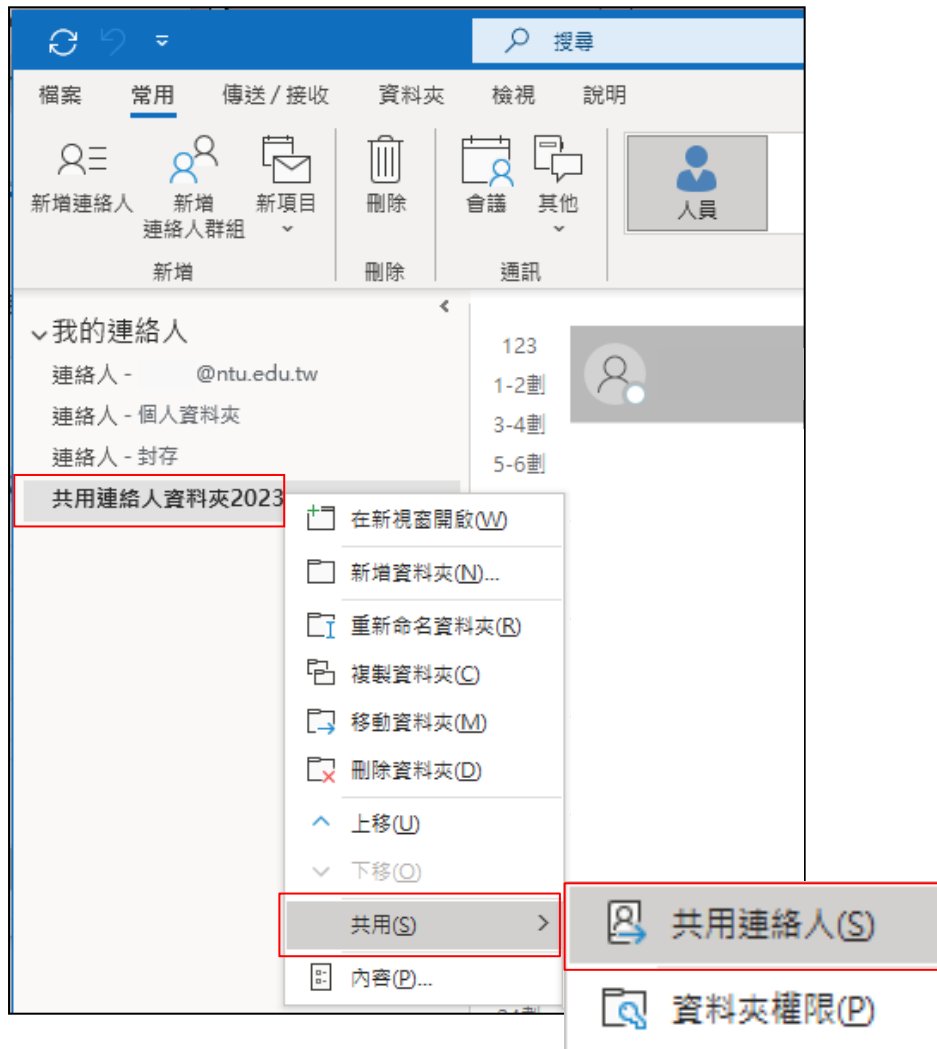 搜尋
檔案 常用 傳送 / 接收 資料夾 檢視 說明
新增連絡人 新增 連絡人群組 新項目 刪除 會議 其他 人員
新增 刪除 通訊
我的連絡人
連絡人 - @ntu.edu.tw
連絡人 - 個人資料夾
連絡人 - 封存
共用連絡人資料夾2023
123
1-2劃
3-4劃
5-6劃
在新視窗開啟(W)
新增資料夾(N)...
重新命名資料夾(R)
複製資料夾(C)
移動資料夾(M)
刪除資料夾(D)
上移(U)
下移(O)
共用(S)
內容(P)...
共用連絡人(S)
資料夾權限(P)